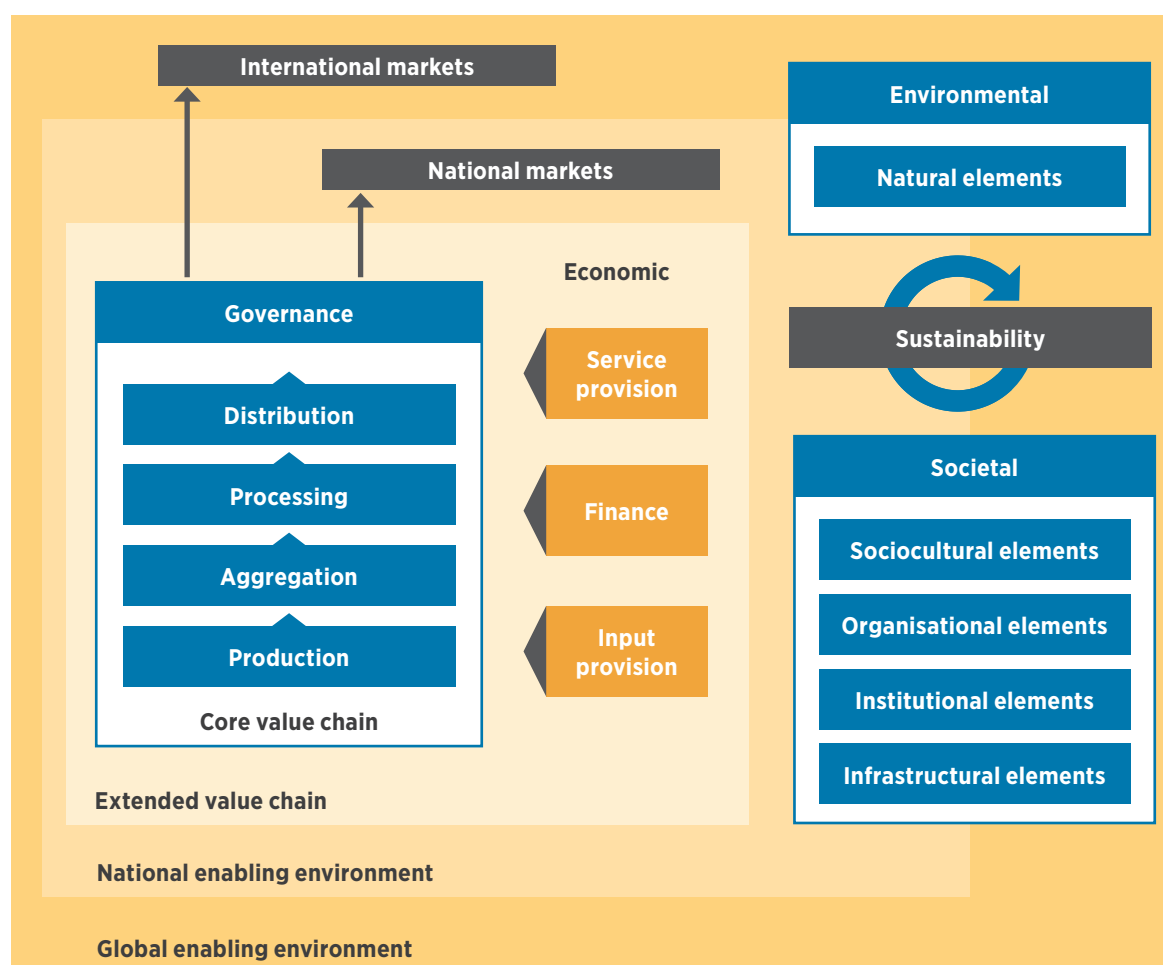 International markets
National markets
Economic
Governance
Distribution
Processing
Aggregation
Production
Core value chain
Service
provision
Finance
Input
provision
Extended value chain
National enabling environment
Global enabling environment
Environmental
Natural elements
Sustainability
Societal
Sociocultural elements
Organisational elements
Institutional elements
Infrastructural elements